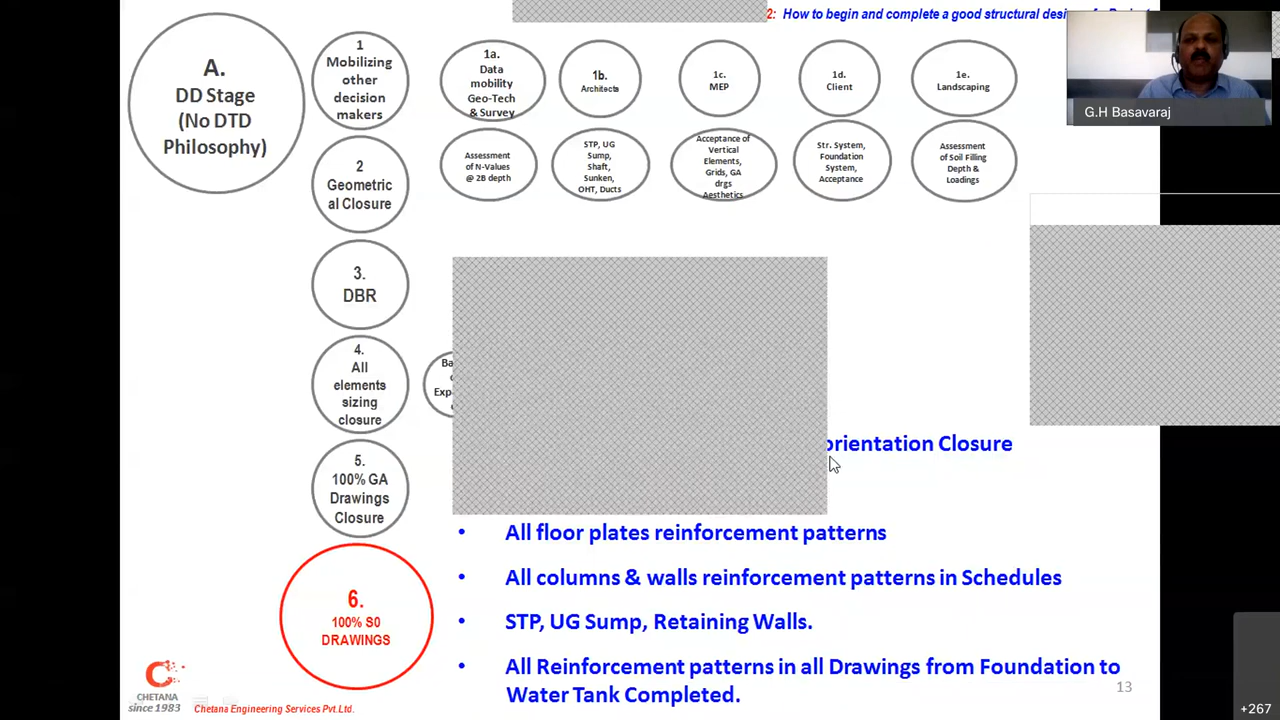 2: How to begin and complete a good structural design of a Project
G.H Basavaraj
A.
DD Stage
(No DTD
Philosophy)
1
Mobilizing
other
decision
makers
1a.
Data
mobility
Geo-Tech
& Survey
1b.
Architects
1c.
MEP
1d.
Client
1e.
Landscaping
2
Geometric
al Closure
Assessment
of N-Values
@ 2B depth
STP, UG
Sump,
Shaft,
Sunken,
OHT, Ducts
Acceptance of
Vertical
Elements,
Grids, GA
drgs
Aesthetics
Str. System,
Foundation
System,
Acceptance
Assessment
of Soil Filling
Depth &
Loadings
3.
DBR
4.
All
elements
sizing
closure
orientation Closure
5.
100% GA
Drawings
Closure
• All floor plates reinforcement patterns
• All columns & walls reinforcement patterns in Schedules
6.
100% S0
DRAWINGS
• STP, UG Sump, Retaining Walls.
• All Reinforcement patterns in all Drawings from Foundation to
Water Tank Completed.
13
CHETANA
since 1983
Chetana Engineering Services Pvt.Ltd.
+267